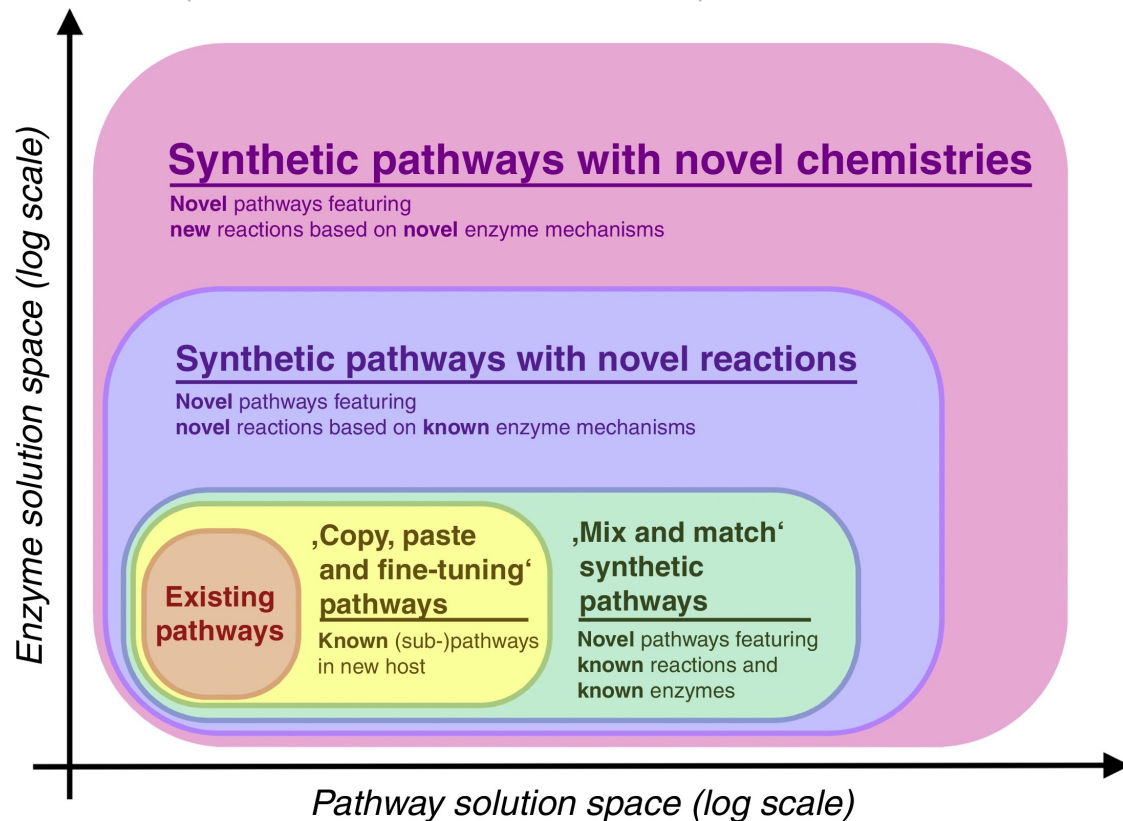 Enzyme solution space (log scale)
Synthetic pathways with novel chemistries
Novel pathways featuring
new reactions based on novel enzyme mechanisms
Synthetic pathways with novel reactions
Novel pathways featuring
novel reactions based on known enzyme mechanisms
Existing
pathways
‚Copy, paste
and fine-tuning‘
pathways
Known (sub-)pathways
in new host
‚Mix and match‘
synthetic
pathways
Novel pathways featuring
known reactions and
known enzymes
Pathway solution space (log scale)